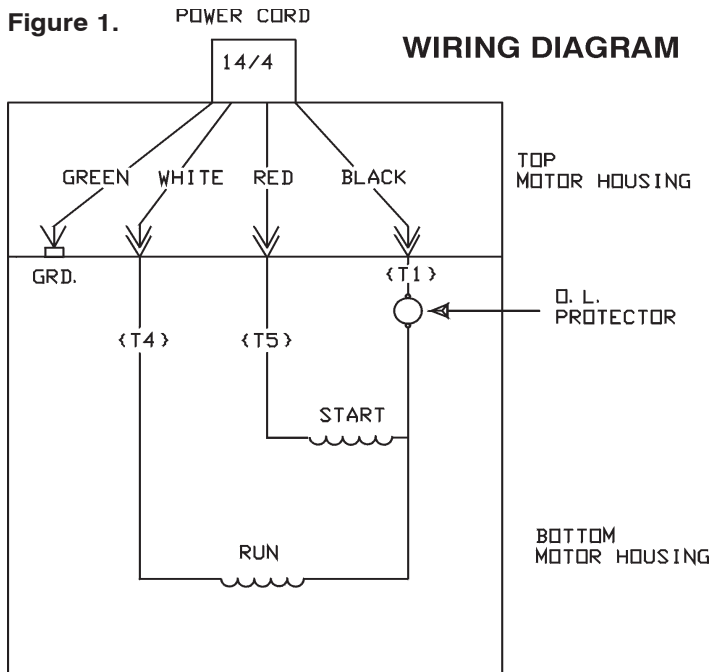 Figure 1.
POWER CORD
WIRING DIAGRAM
14/4
GREEN WHITE RED BLACK
TOP
MOTOR HOUSING
GRD.
{T1}
O. L.
PROTECTOR
{T4} {T5}
START
RUN
BOTTOM
MOTOR HOUSING